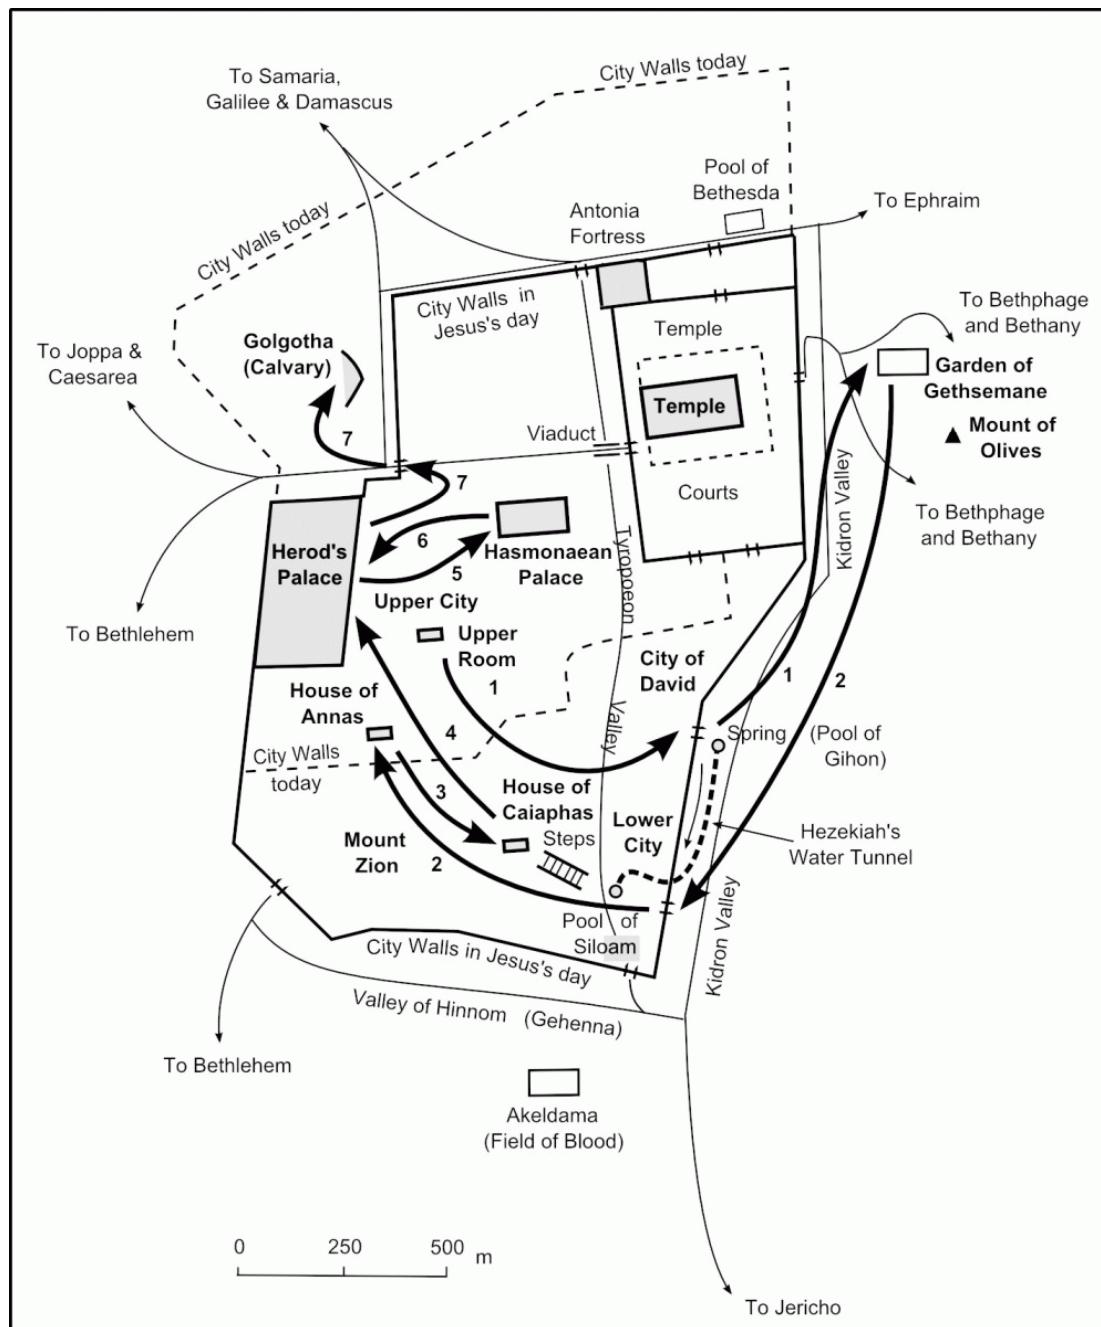 City Walls today
To Samaria,
Galilee & Damascus
Pool of
Bethesda
To Ephraim
Antonia
Fortress
City Walls today
City Walls in
Jesus's day
To Bethphage
and Bethany
Temple
Golgotha
(Calvary)
To Joppa &
Caesarea
Garden of
Gethsemane
Temple
Mount of
Olives
7
Viaduct
Kidron Valley
7
Courts
To Bethphage
and Bethany
6
Herod's
Palace
Hasmonaean
Palace
5
Tyropoeon
Valley
Upper City
To Bethlehem
Upper
Room
City of
David
1
1
2
House of
Annas
4
Spring (Pool of
Gihon)
City Walls
today
3
House of
Caiaphas
Steps
Lower
City
Hezekiah's
Water Tunnel
Mount
Zion
2
Kidron Valley
Pool of
Siloam
City Walls in Jesus's day
Valley of Hinnom (Gehenna)
To Bethlehem
Akeldama
(Field of Blood)
0 250 500 m
To Jericho